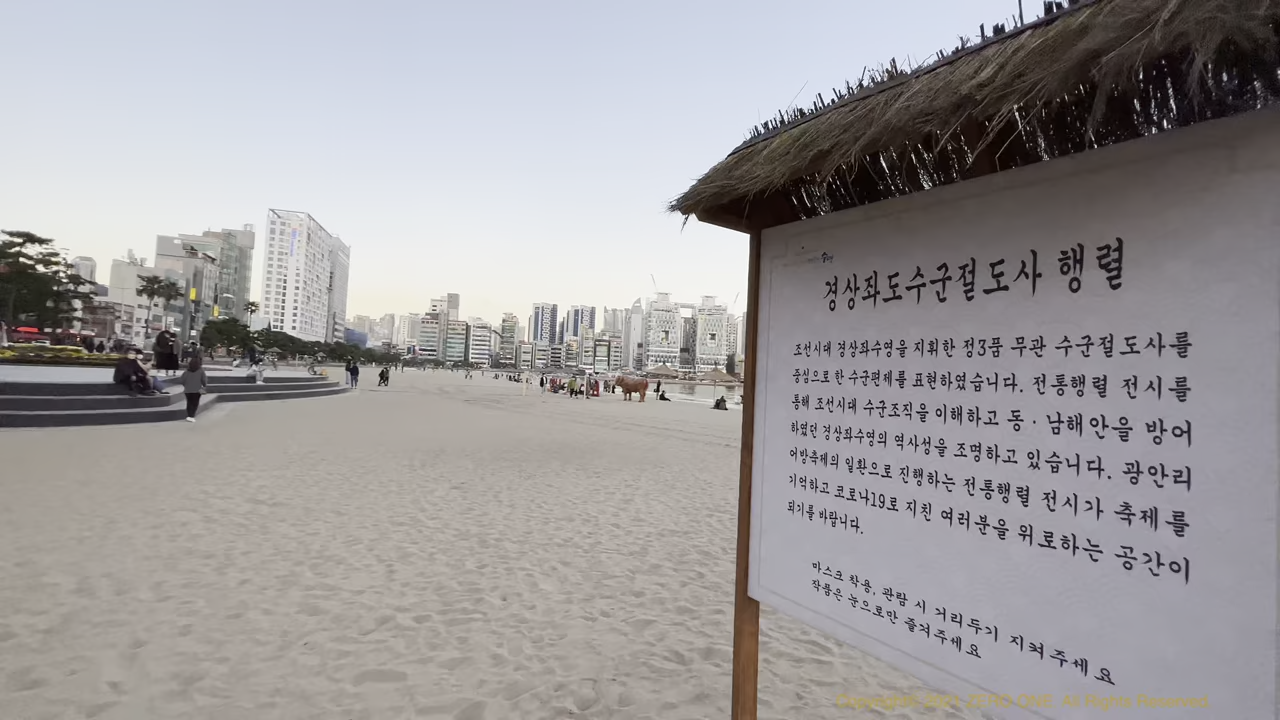 경상좌도수군절도사 행렬
조선시대 경상좌수영을 지휘한 정3품 무관 수군절도사를
중심으로 한 수군편제를 표현하였습니다. 전통행렬 전시를
통해 조선시대 수군조직을 이해하고 동·남해안을 방어
하였던 경상좌수영의 역사성을 조명하고 있습니다. 광안리
어방축제의 일환으로 진행하는 전통행렬 전시가 축제를
기억하고 코로나19로 지친 여러분을 위로하는 공간이
되기를 바랍니다.
마스크 착용, 관람 시 거리두기 지켜주세요
작품은 눈으로만 즐겨주세요
Copyright© 2021. ZERO ONE. All Rights Reserved.